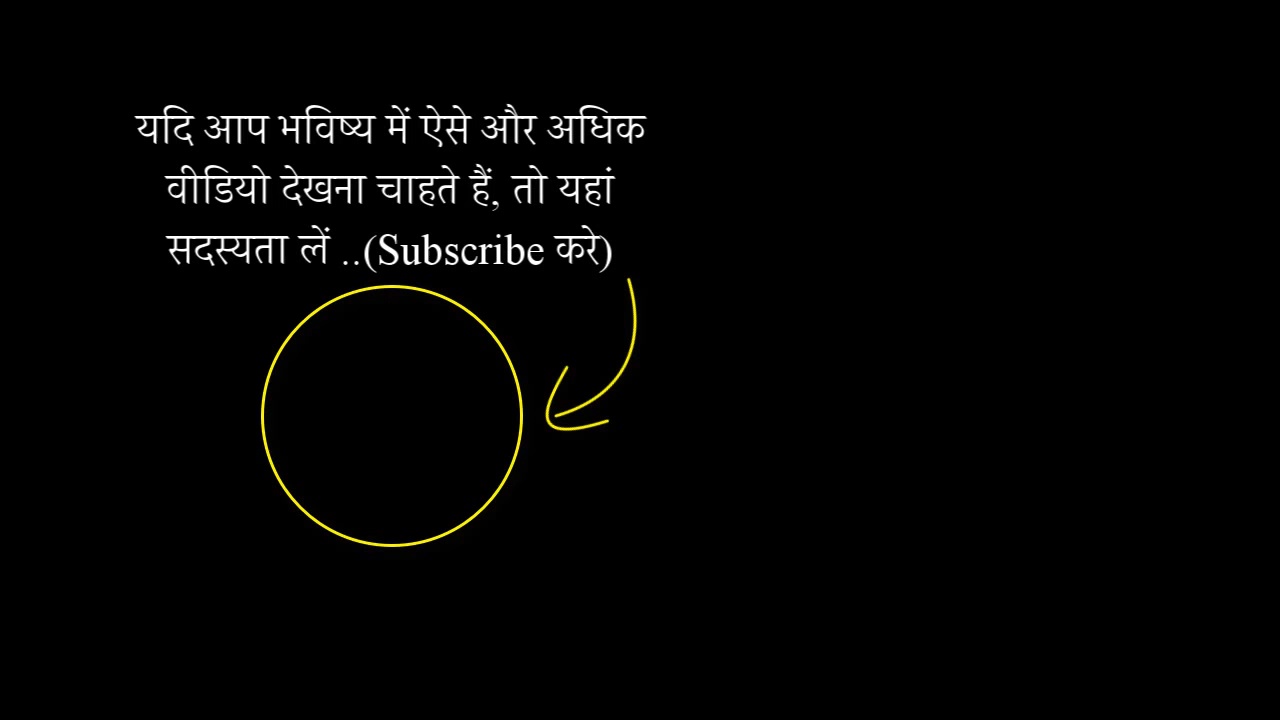 यदि आप भविष्य में ऐसे और अधिक
वीडियो देखना चाहते हैं, तो यहां
सदस्यता लें ..(Subscribe करे)